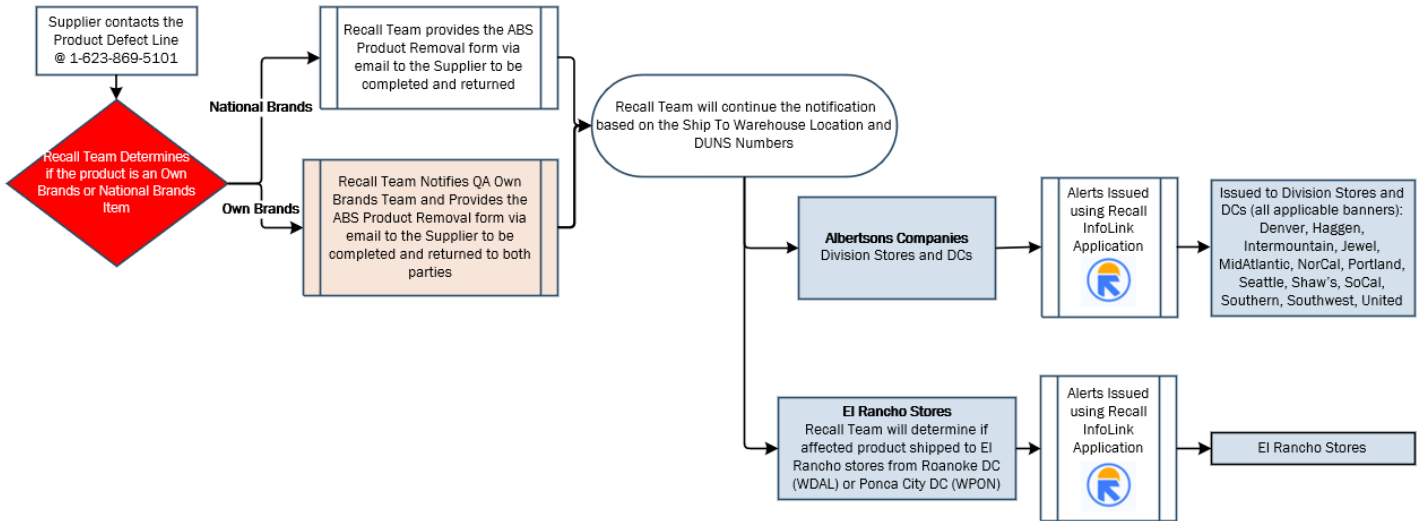 Supplier contacts the
Product Defect Line
@ 1-623-869-5101
Recall Team Determines
if the product is an Own
Brands or National Brands
Item
National Brands
Own Brands
Recall Team provides the ABS
Product Removal form via
email to the Supplier to be
completed and returned
Recall Team Notifies QA Own
Brands Team and Provides the
ABS Product Removal form via
email to the Supplier to be
completed and returned to both
parties
Recall Team will continue the notification
based on the Ship To Warehouse Location and
DUNS Numbers
Albertsons Companies
Division Stores and DCs
Alerts Issued
using Recall
InfoLink
Application
Issued to Division Stores and
DCs (all applicable banners):
Denver, Haggen,
Intermountain, Jewel,
MidAtlantic, NorCal, Portland,
Seattle, Shaw's, SoCal,
Southern, Southwest, United
El Rancho Stores
Recall Team will determine if
affected product shipped to El
Rancho stores from Roanoke DC
(WDAL) or Ponca City DC (WPON)
Alerts Issued
using Recall
InfoLink
Application
El Rancho Stores